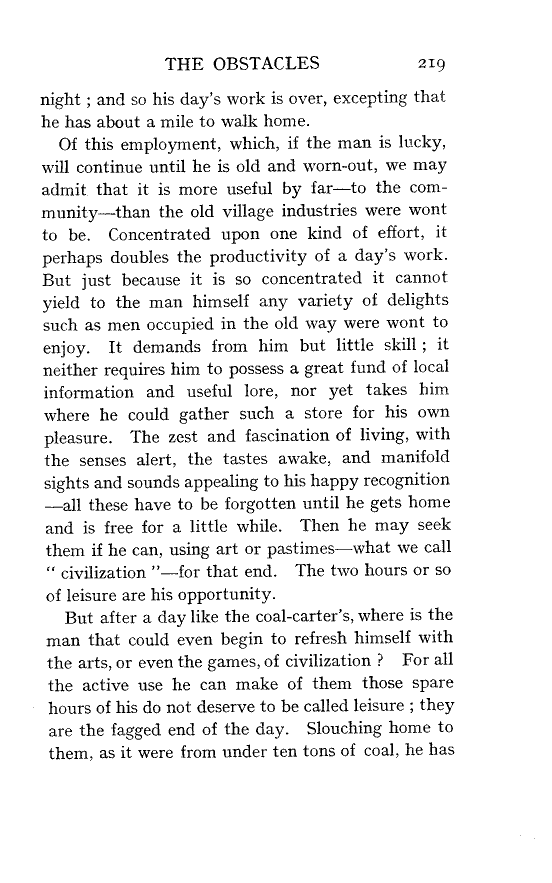 THE OBSTACLES 219
night ; and so his day's work is over, excepting that
he has about a mile to walk home.
Of this employment, which, if the man is lucky,
will continue until he is old and worn-out, we may
admit that it is more useful by far—to the com-
munity—than the old village industries were wont
to be. Concentrated upon one kind of effort, it
perhaps doubles the productivity of a day's work.
But just because it is so concentrated it cannot
yield to the man himself any variety of delights
such as men occupied in the old way were wont to
enjoy. It demands from him but little skill ; it
neither requires him to possess a great fund of local
information and useful lore, nor yet takes him
where he could gather such a store for his own
pleasure. The zest and fascination of living, with
the senses alert, the tastes awake, and manifold
sights and sounds appealing to his happy recognition
—all these have to be forgotten until he gets home
and is free for a little while. Then he may seek
them if he can, using art or pastimes—what we call
" civilization "—for that end. The two hours or so
of leisure are his opportunity.
But after a day like the coal-carter's, where is the
man that could even begin to refresh himself with
the arts, or even the games, of civilization ? For all
the active use he can make of them those spare
hours of his do not deserve to be called leisure ; they
are the fagged end of the day. Slouching home to
them, as it were from under ten tons of coal, he has